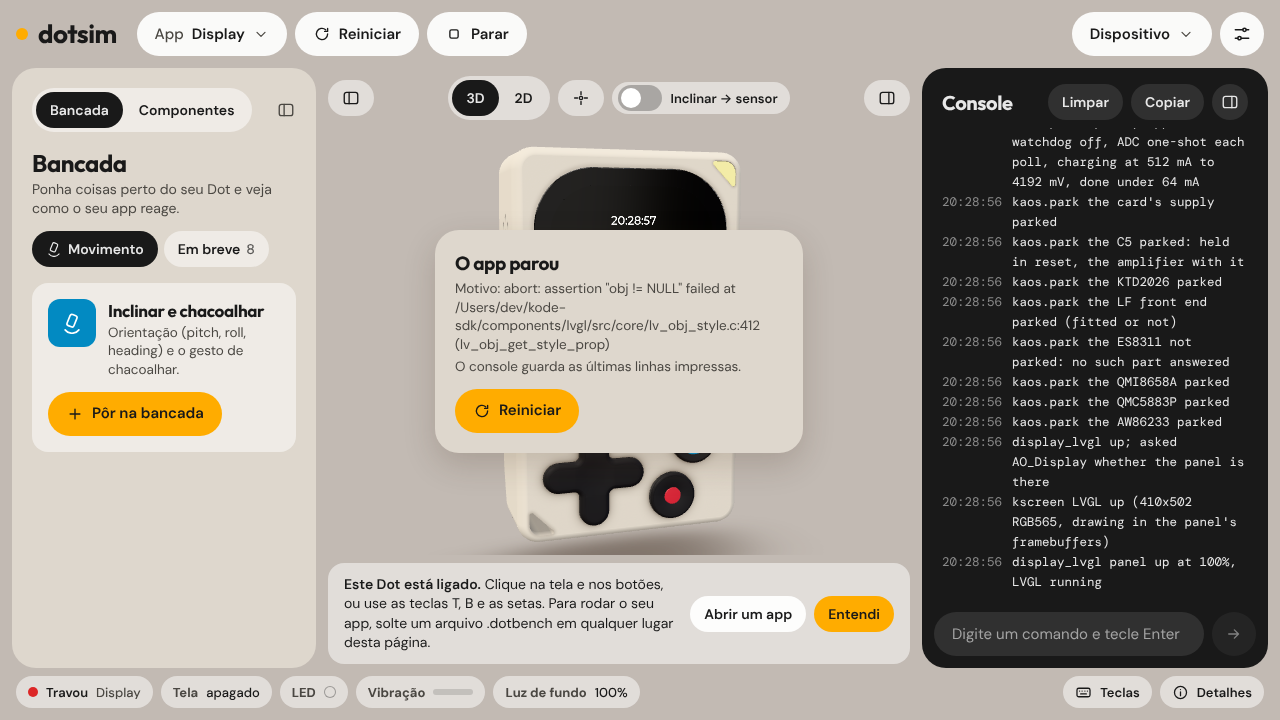 dotsim
App Display
Reiniciar
Parar
Dispositivo
Bancada
Componentes
Bancada
Ponha coisas perto do seu Dot e veja
como o seu app reage.
Movimento
Em breve 8
Inclinar e chacoalhar
Orientação (pitch, roll,
heading) e o gesto de
chacoalhar.
Pôr na bancada
3D
2D
Inclinar → sensor
20:28:57
O app parou
Motivo: abort: assertion "obj != NULL" failed at
/Users/dev/kode-
sdk/components/lvgl/src/core/lv_obj_style.c:412
(lv_obj_get_style_prop)
O console guarda as últimas linhas impressas.
Reiniciar
Este Dot está ligado. Clique na tela e nos botões,
ou use as teclas T, B e as setas. Para rodar o seu
app, solte um arquivo .dotbench em qualquer lugar
desta página.
Abrir um app
Entendi
Console
Limpar
Copiar
watchdog off, ADC one-shot each
poll, charging at 512 mA to
4192 mV, done under 64 mA
20:28:56 kaos.park the card's supply
parked
20:28:56 kaos.park the C5 parked: held
in reset, the amplifier with it
20:28:56 kaos.park the KTD2026 parked
20:28:56 kaos.park the LF front end
parked (fitted or not)
20:28:56 kaos.park the ES8311 not
parked: no such part answered
20:28:56 kaos.park the QMI8658A parked
20:28:56 kaos.park the QMC5883P parked
20:28:56 kaos.park the AW86233 parked
20:28:56 display_lvgl up; asked
AO_Display whether the panel is
there
20:28:56 kscreen LVGL up (410x502
RGB565, drawing in the panel's
framebuffers)
20:28:56 display_lvgl panel up at 100%,
LVGL running
Digite um comando e tecle Enter
Travou Display
Tela apagado
LED
Vibração
Luz de fundo 100%
Teclas
Detalhes